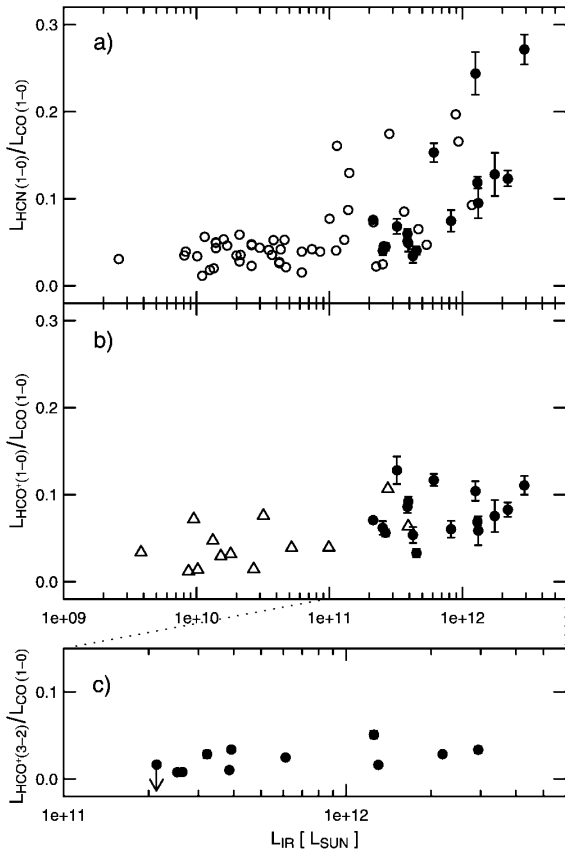 a)
0.3
0.2
0.1
0.0
L_HCN (1−0)/L_CO (1−0)
b)
0.3
0.2
0.1
0.0
L_HCO⁺(1−0)/L_CO (1−0)
1e+09 1e+10 1e+11 1e+12
c)
0.1
0.0
L_HCO⁺(3−2)/L_CO (1−0)
1e+11 1e+12
L_IR [ L_SUN ]